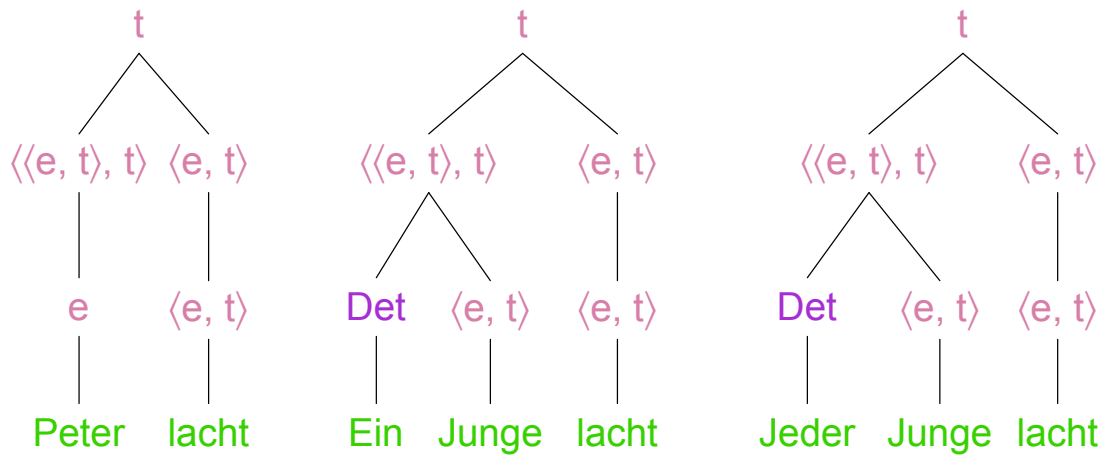 t t t
⟨⟨e, t⟩, t⟩ ⟨e, t⟩ ⟨⟨e, t⟩, t⟩ ⟨e, t⟩ ⟨⟨e, t⟩, t⟩ ⟨e, t⟩
e ⟨e, t⟩ Det ⟨e, t⟩ ⟨e, t⟩ Det ⟨e, t⟩ ⟨e, t⟩
Peter lacht Ein Junge lacht Jeder Junge lacht